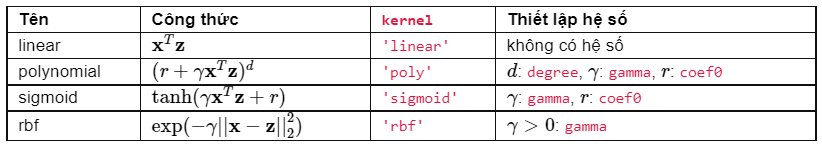 Tên Công thức kernel Thiết lập hệ số
linear $\mathbf{x}^T\mathbf{z}$ 'linear' không có hệ số
polynomial $(r + \gamma \mathbf{x}^T\mathbf{z})^d$ 'poly' $d$: degree, $\gamma$: gamma, $r$: coef0
sigmoid $\tanh(\gamma \mathbf{x}^T\mathbf{z} + r)$ 'sigmoid' $\gamma$: gamma, $r$: coef0
rbf $\exp(-\gamma||\mathbf{x} - \mathbf{z}||_2^2)$ 'rbf' $\gamma > 0$: gamma